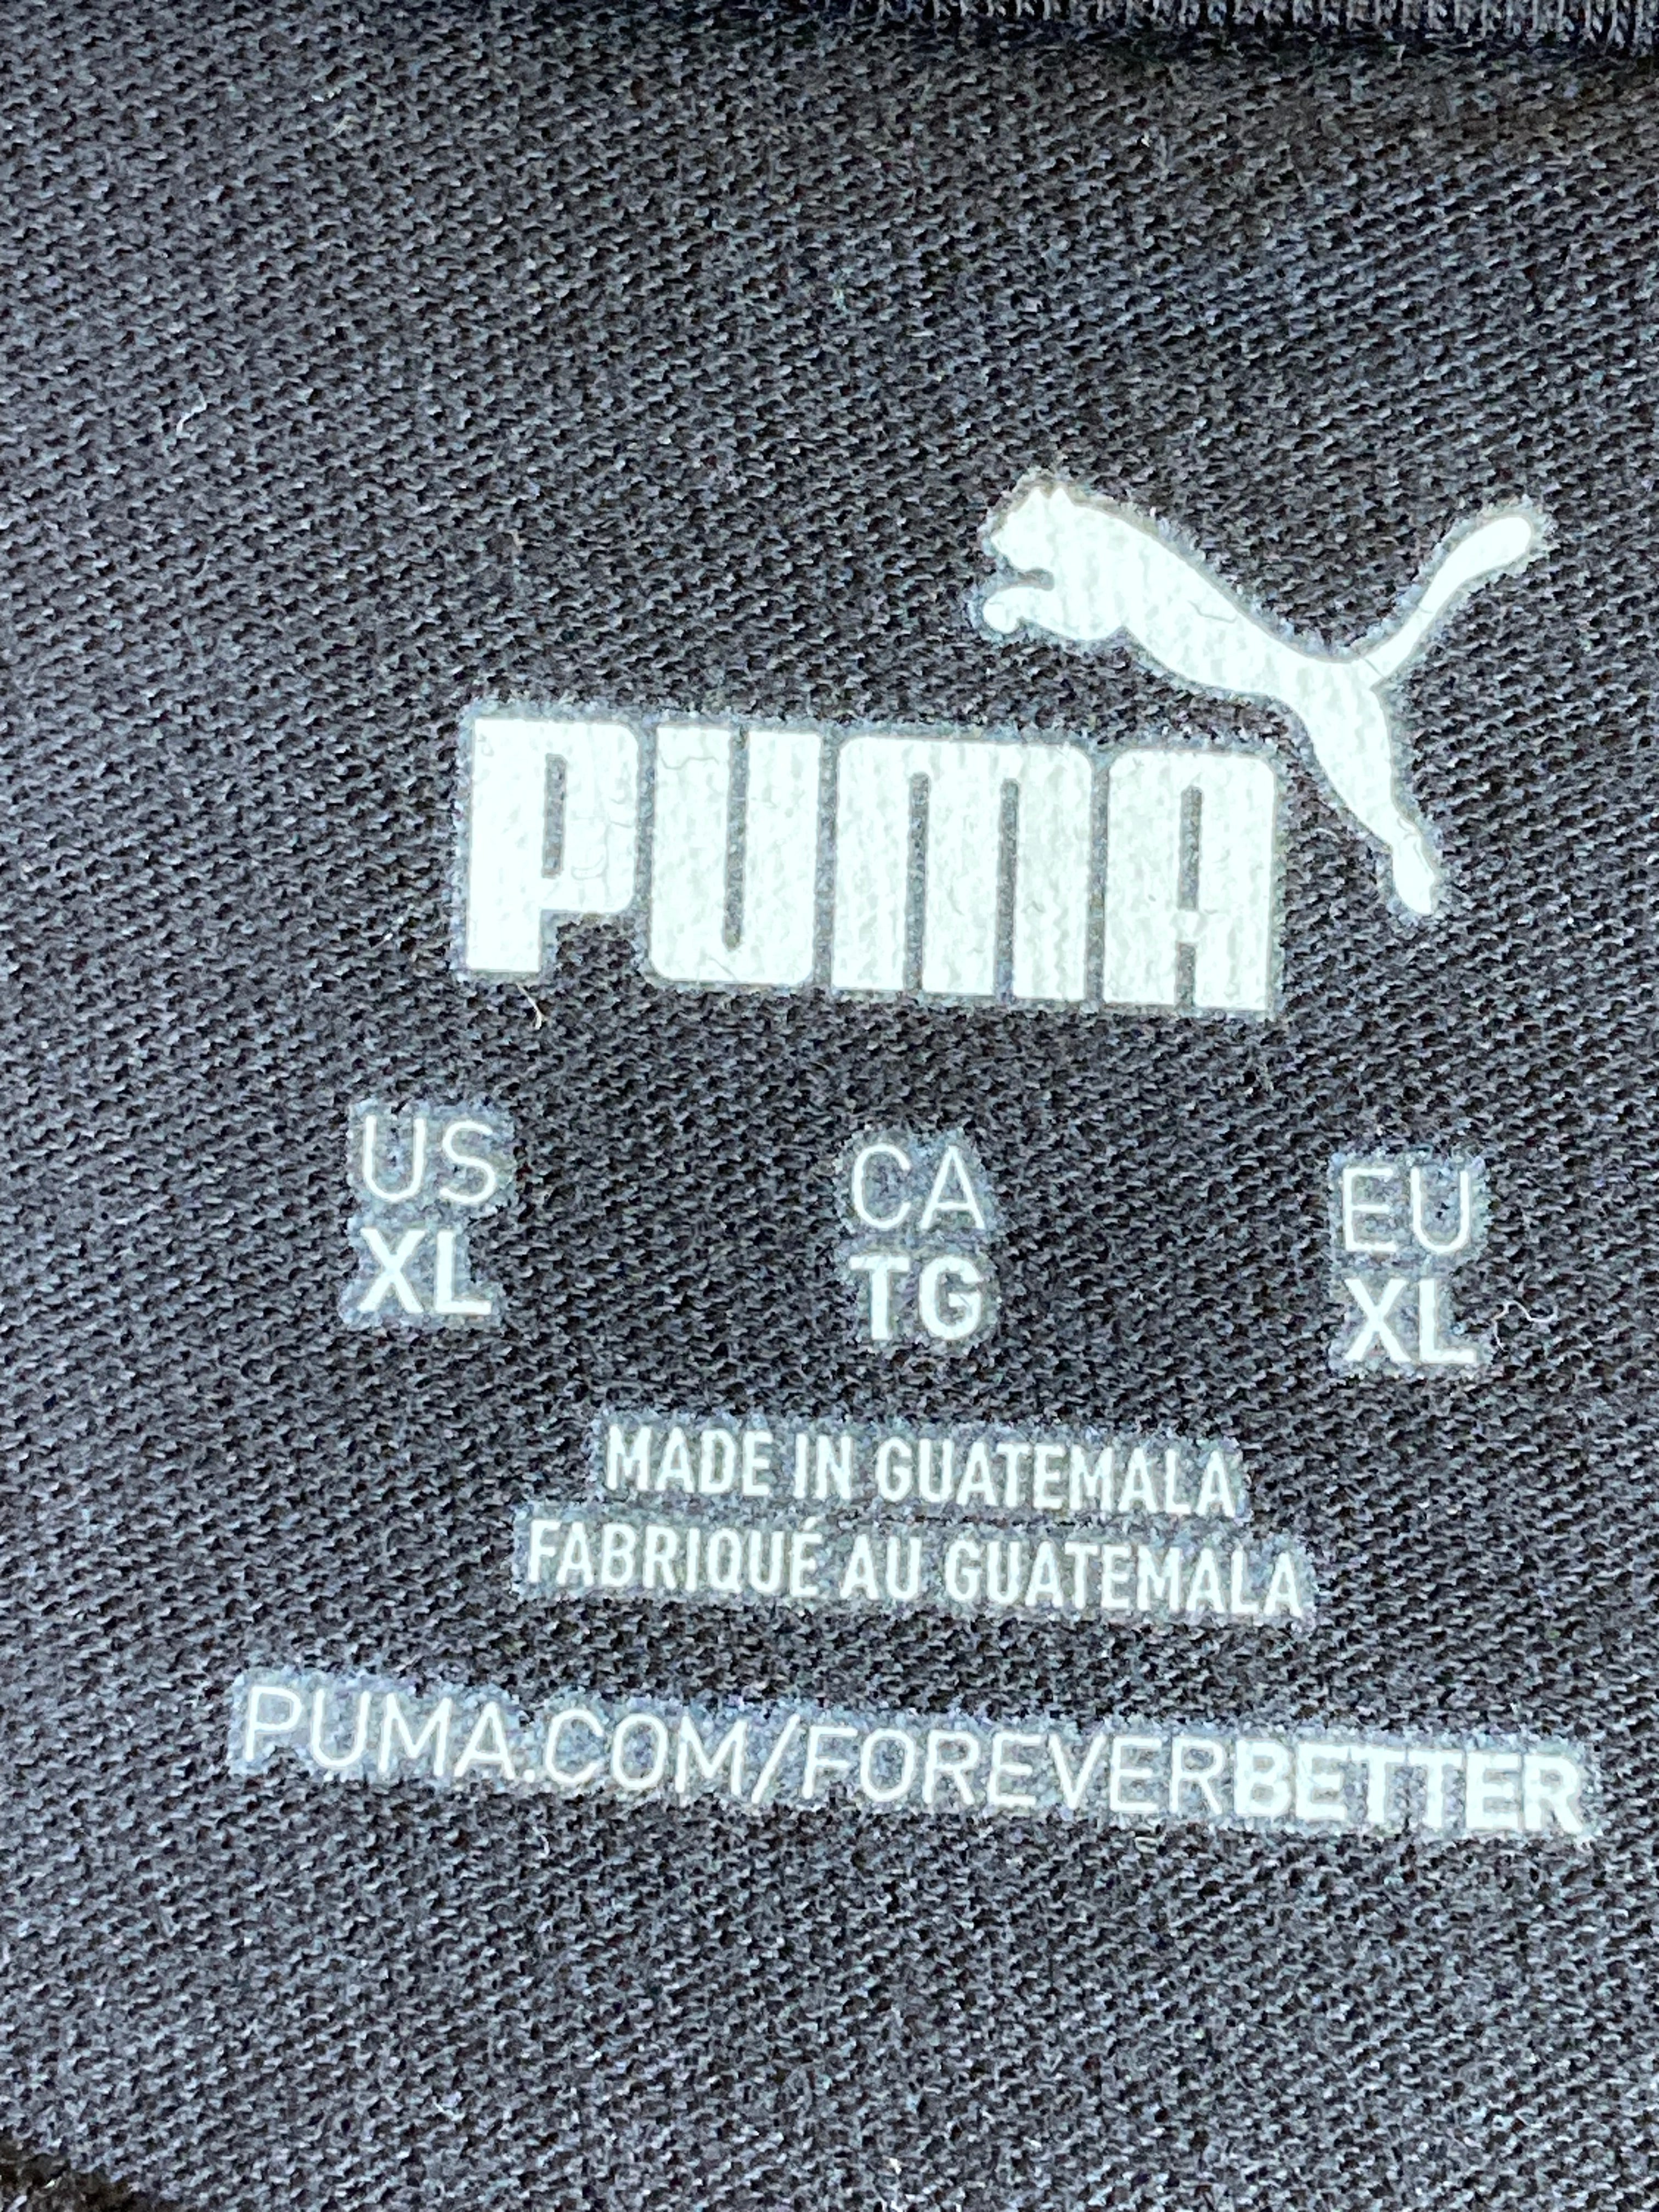 PUMA
US CA EU
XL TG XL
MADE IN GUATEMALA
FABRIQUÉ AU GUATEMALA
PUMA.COM/FOREVERBETTER